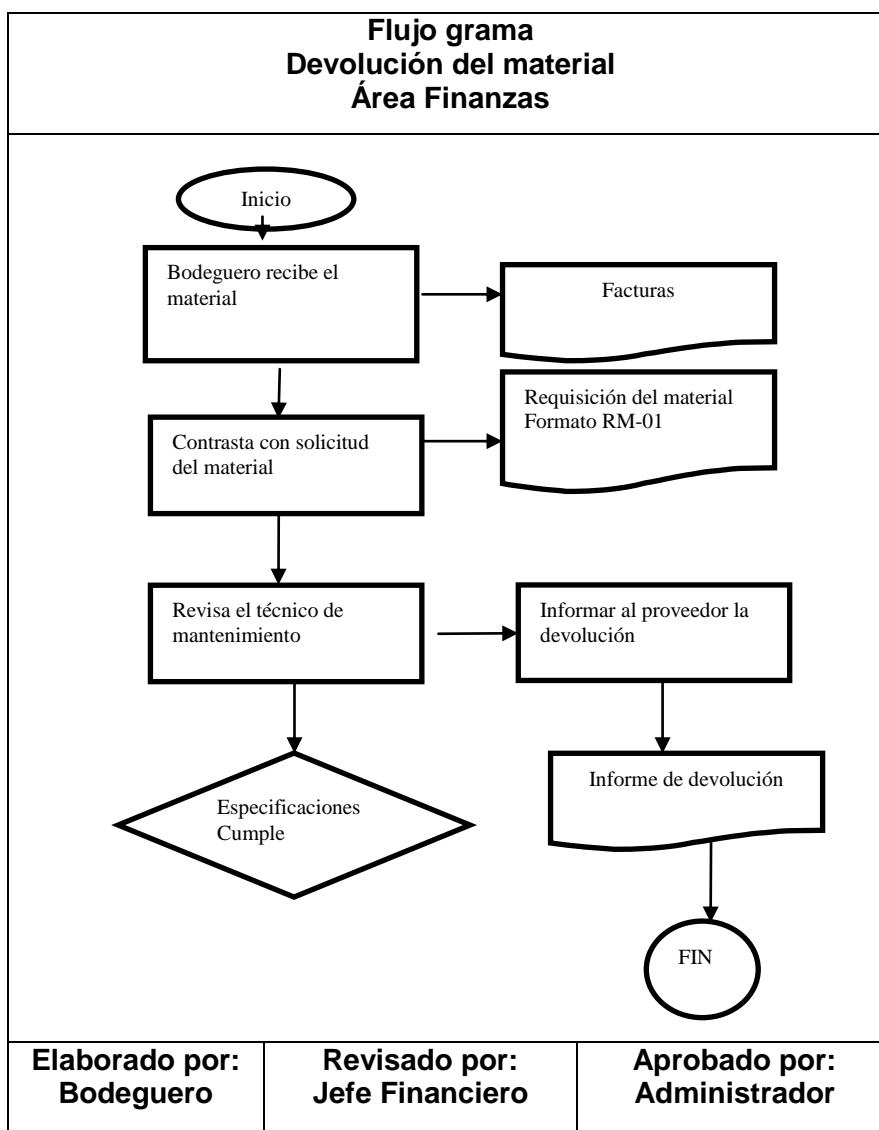 Flujo grama
Devolución del material
Área Finanzas
Inicio
Bodeguero recibe el
material
Facturas
Contrasta con solicitud
del material
Requisición del material
Formato RM-01
Revisa el técnico de
mantenimiento
Informar al proveedor la
devolución
Especificaciones
Cumple
Informe de devolución
FIN
Elaborado por:
Bodeguero
Revisado por:
Jefe Financiero
Aprobado por:
Administrador